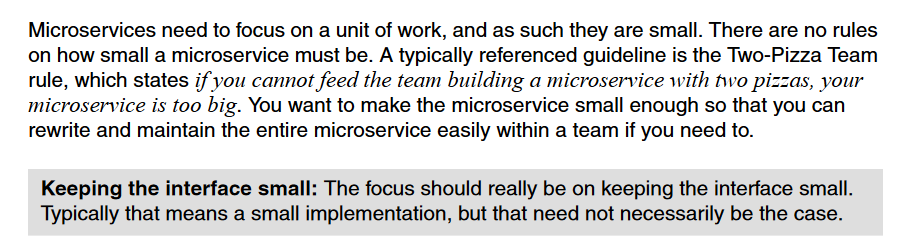 Microservices need to focus on a unit of work, and as such they are small. There are no rules
on how small a microservice must be. A typically referenced guideline is the Two-Pizza Team
rule, which states if you cannot feed the team building a microservice with two pizzas, your
microservice is too big. You want to make the microservice small enough so that you can
rewrite and maintain the entire microservice easily within a team if you need to.
Keeping the interface small: The focus should really be on keeping the interface small.
Typically that means a small implementation, but that need not necessarily be the case.